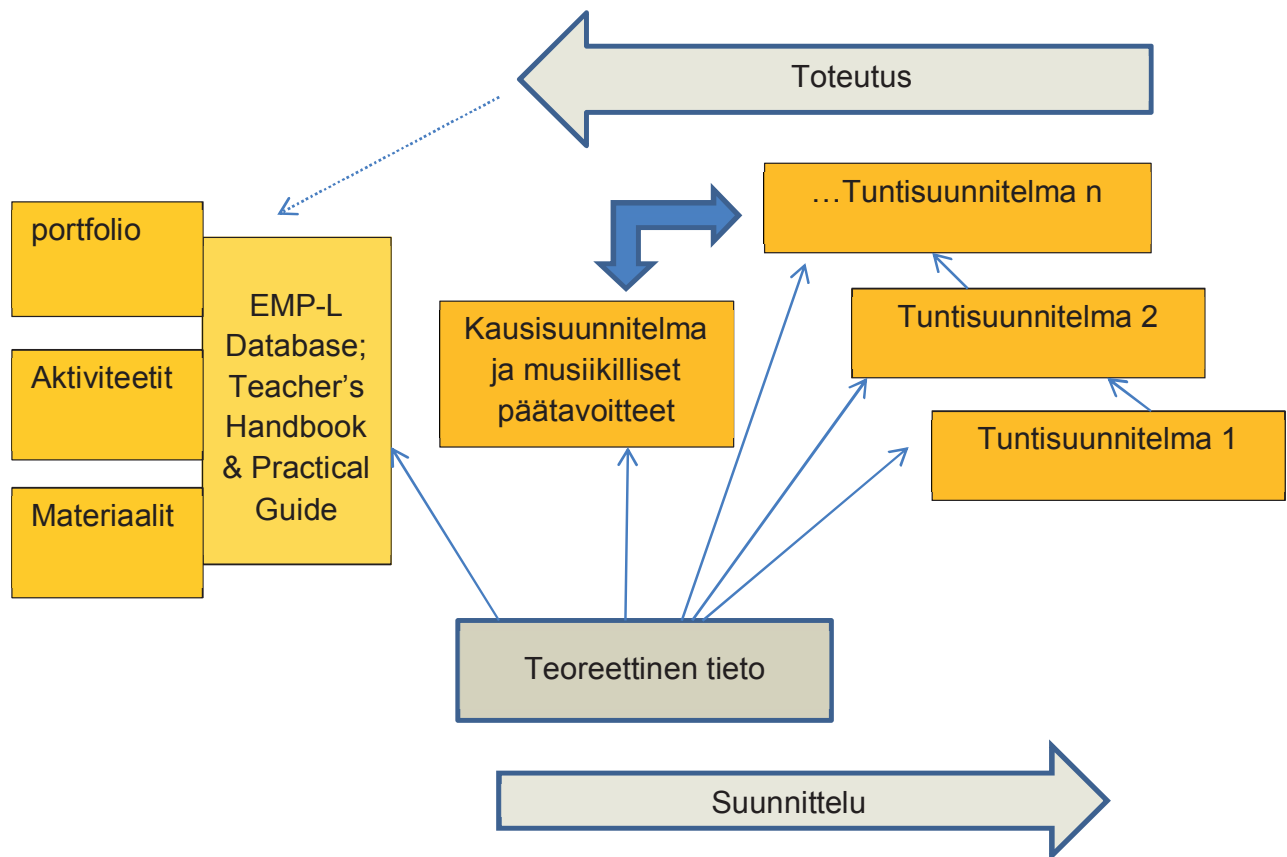 Toteutus
…Tuntisuunnitelma n
portfolio
EMP-L
Database;
Teacher’s
Handbook
& Practical
Guide
Kausisuunnitelma
ja musiikilliset
päätavoitteet
Tuntisuunnitelma 2
Aktiviteetit
Tuntisuunnitelma 1
Materiaalit
Teoreettinen tieto
Suunnittelu